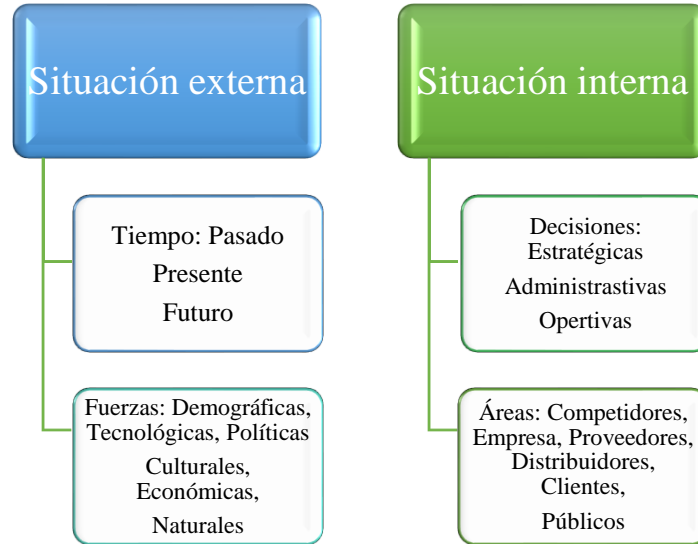 Situación externa
Tiempo: Pasado
Presente
Futuro
Fuerzas: Demográficas,
Tecnológicas, Políticas
Culturales,
Económicas,
Naturales
Situación interna
Decisiones:
Estratégicas
Administrastivas
Opertivas
Áreas: Competidores,
Empresa, Proveedores,
Distribuidores,
Clientes,
Públicos